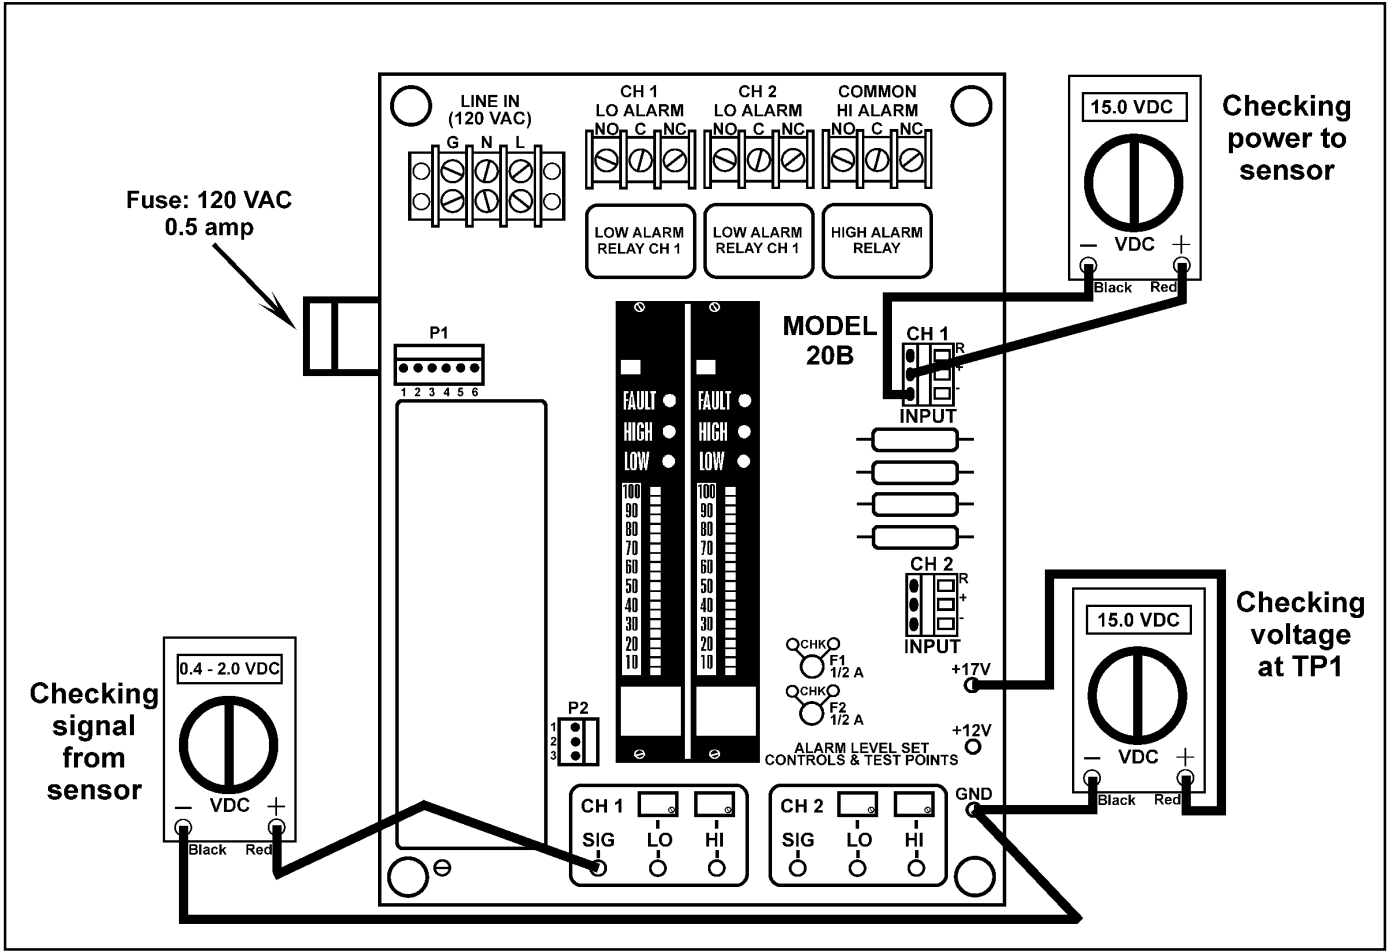 LINE IN
(120 VAC)
G N L
CH 1
LO ALARM
NO C NC
CH 2
LO ALARM
NO C NC
COMMON
HI ALARM
NO C NC
15.0 VDC
VDC
- +
Black Red
Checking
power to
sensor
Fuse: 120 VAC
0.5 amp
LOW ALARM
RELAY CH 1
LOW ALARM
RELAY CH 1
HIGH ALARM
RELAY
P1
1 2 3 4 5 6
MODEL
20B
CH 1
R
+
-
INPUT
FAULT
HIGH
LOW
100
90
80
70
60
50
40
30
20
10
FAULT
HIGH
LOW
100
90
80
70
60
50
40
30
20
10
CH 2
R
+
-
INPUT
CHK
F1
1/2 A
CHK
F2
1/2 A
+17V
+12V
GND
15.0 VDC
VDC
- +
Black Red
Checking
voltage
at TP1
Checking
signal
from
sensor
0.4 - 2.0 VDC
VDC
- +
Black Red
P2
1
2
3
ALARM LEVEL SET
CONTROLS & TEST POINTS
CH 1
SIG LO HI
CH 2
SIG LO HI